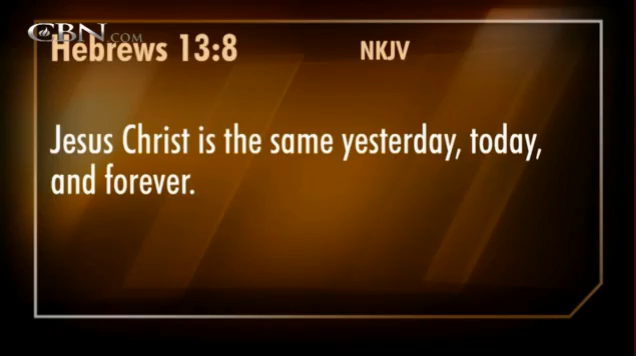 CBN.COM
Hebrews 13:8 NKJV
Jesus Christ is the same yesterday, today,
and forever.